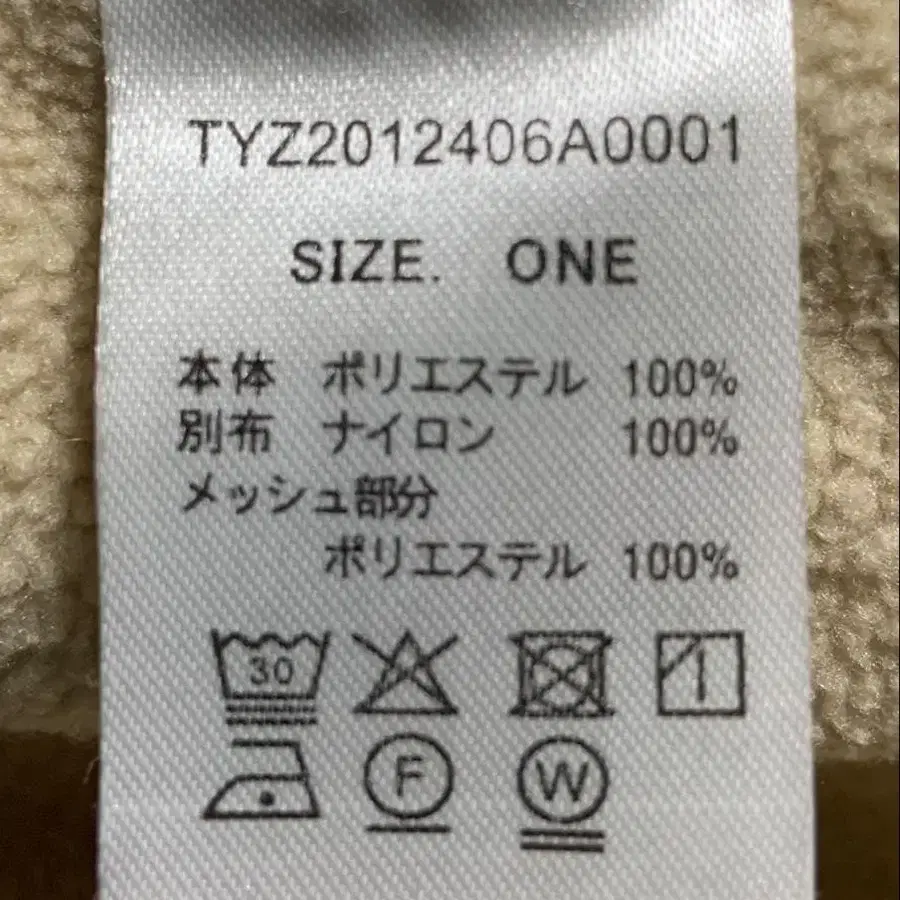 TYZ2012406A0001
SIZE. ONE
本体 ポリエステル 100%
別布 ナイロン 100%
メッシュ部分
ポリエステル 100%
30
F W